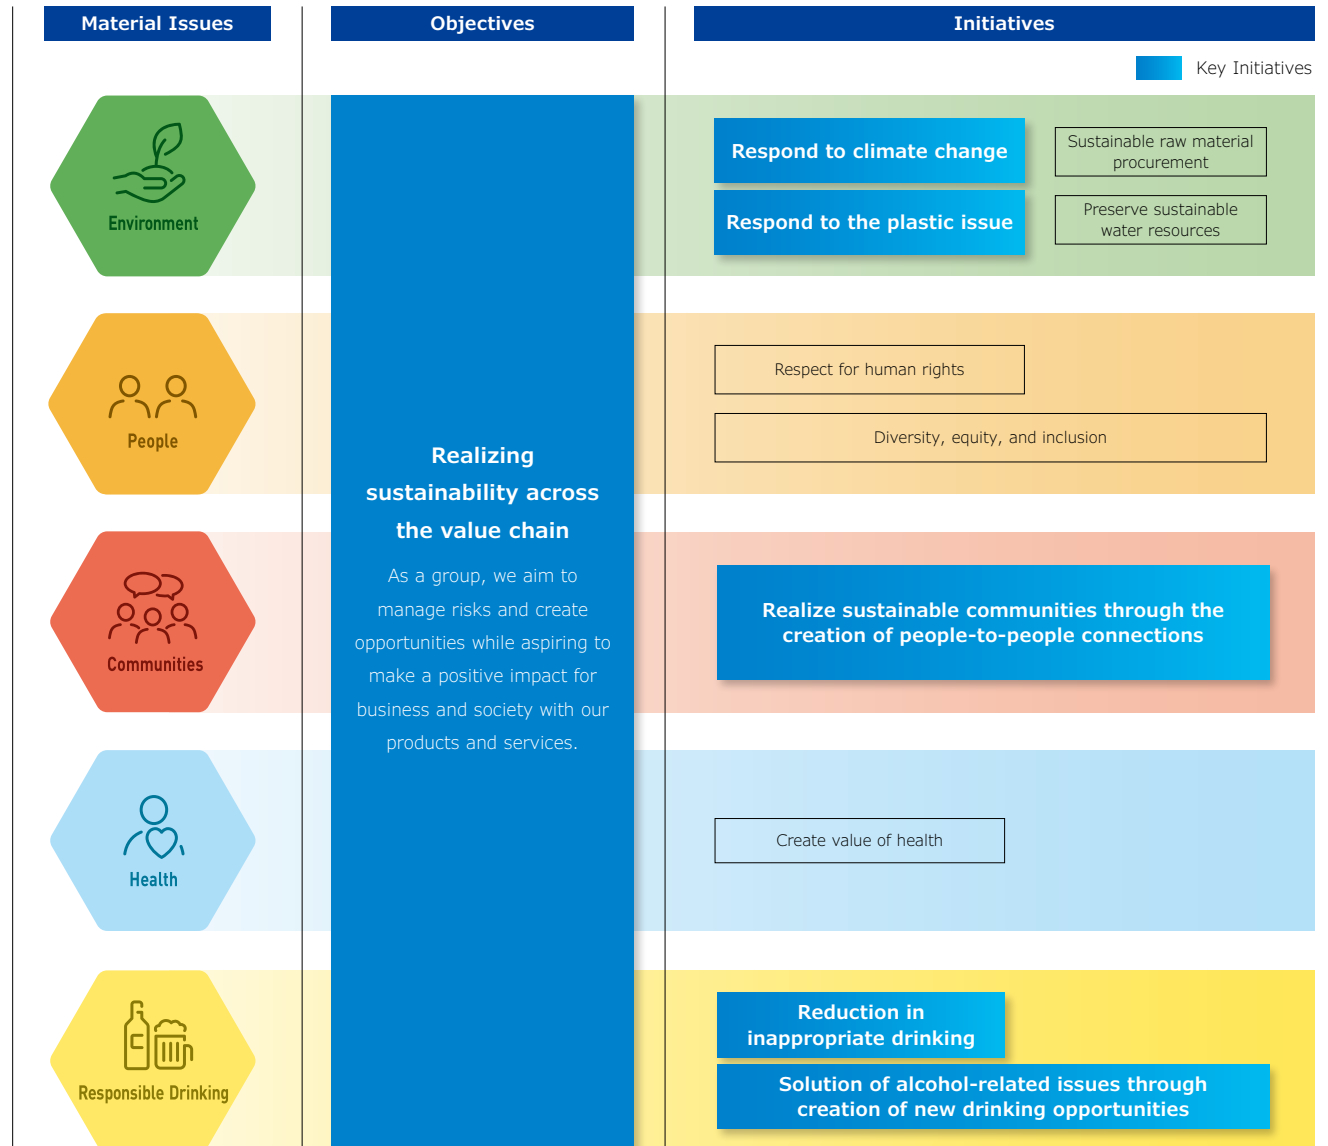 Material Issues
Objectives
Initiatives
Key Initiatives
Environment
Respond to climate change
Sustainable raw material
procurement
Respond to the plastic issue
Preserve sustainable
water resources
People
Respect for human rights
Diversity, equity, and inclusion
Realizing
sustainability across
the value chain
As a group, we aim to
manage risks and create
opportunities while aspiring to
make a positive impact for
business and society with our
products and services.
Communities
Realize sustainable communities through the
creation of people-to-people connections
Health
Create value of health
Responsible Drinking
Reduction in
inappropriate drinking
Solution of alcohol-related issues through
creation of new drinking opportunities